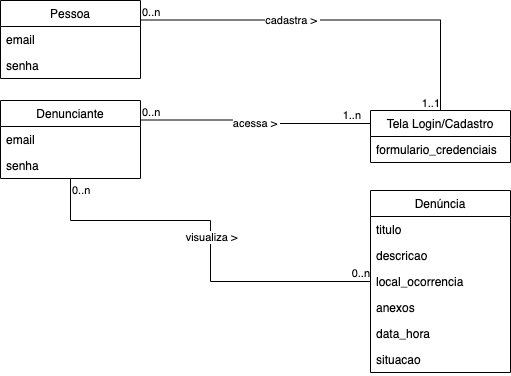 Pessoa
0..n
cadastra >
email
senha
1..1
Denunciante
0..n
acessa >
1..n
Tela Login/Cadastro
email
formulario_credenciais
senha
0..n
Denúncia
titulo
visualiza >
descricao
0..n
local_ocorrencia
anexos
data_hora
situacao